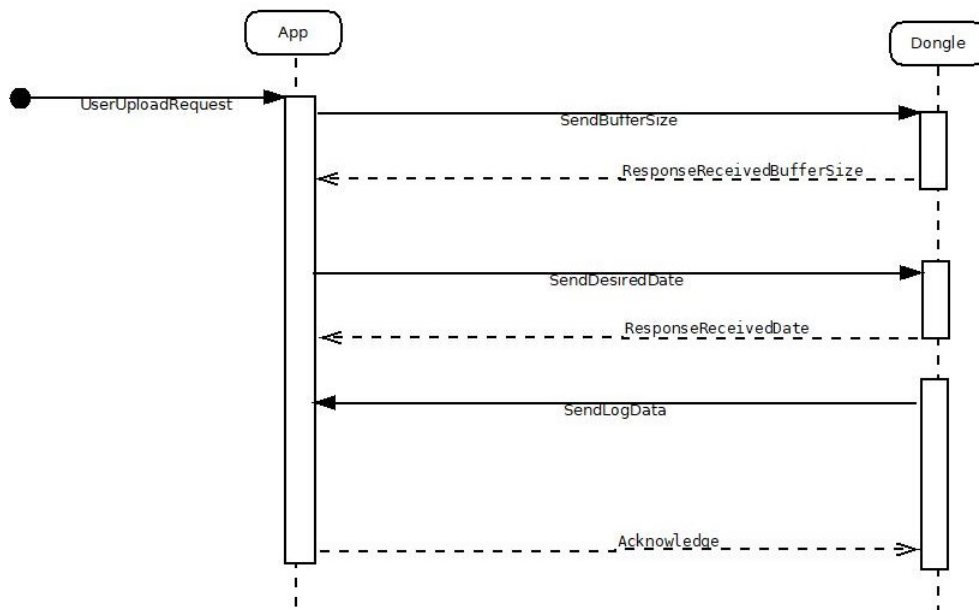 App
Dongle
UserUploadRequest
SendBufferSize
ResponseReceivedBufferSize
SendDesiredDate
ResponseReceivedDate
SendLogData
Acknowledge